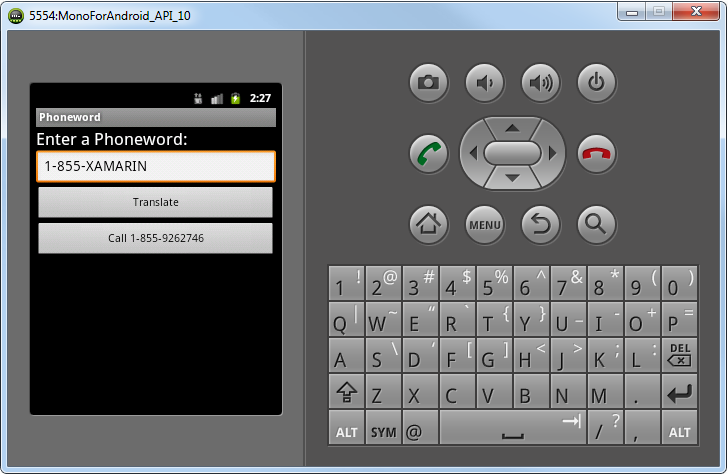 5554:MonoForAndroid_API_10
2:27
Phoneword
Enter a Phoneword:
1-855-XAMARIN
Translate
Call 1-855-9262746
MENU
1 ! 2 @ 3 # 4 $ 5 % 6 ^ 7 & 8 * 9 ( 0 )
Q | W ~ E " R ` T { Y } U _ I - O + P =
A S \ D ' F [ G ] H < J > K ; L : DEL
Z X C V B N M .
ALT SYM @ / ? , ALT